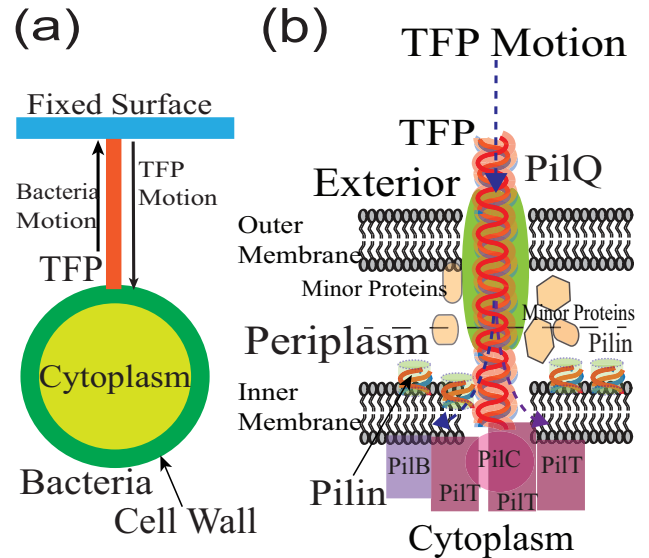 (a)
Fixed Surface
Bacteria
Motion
TFP
Motion
TFP
Cytoplasm
Bacteria
Cell Wall
(b)
TFP Motion
TFP
PilQ
Exterior
Outer
Membrane
Minor Proteins
Minor Proteins
Periplasm
Pilin
Inner
Membrane
PilB
PilT
PilC
PilT
PilT
Pilin
Cytoplasm